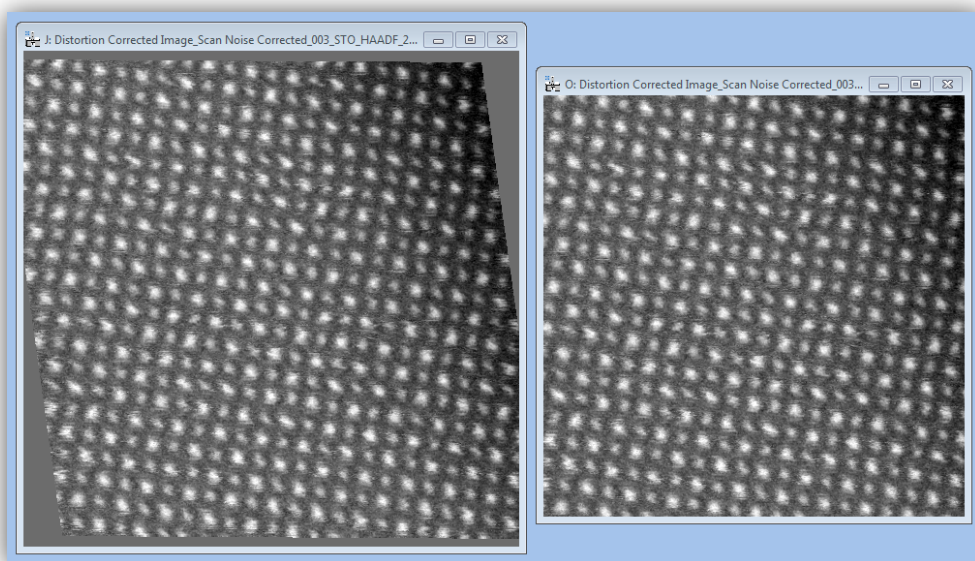 J: Distortion Corrected Image_Scan Noise Corrected_003_STO_HAADF_2...
O: Distortion Corrected Image_Scan Noise Corrected_003...